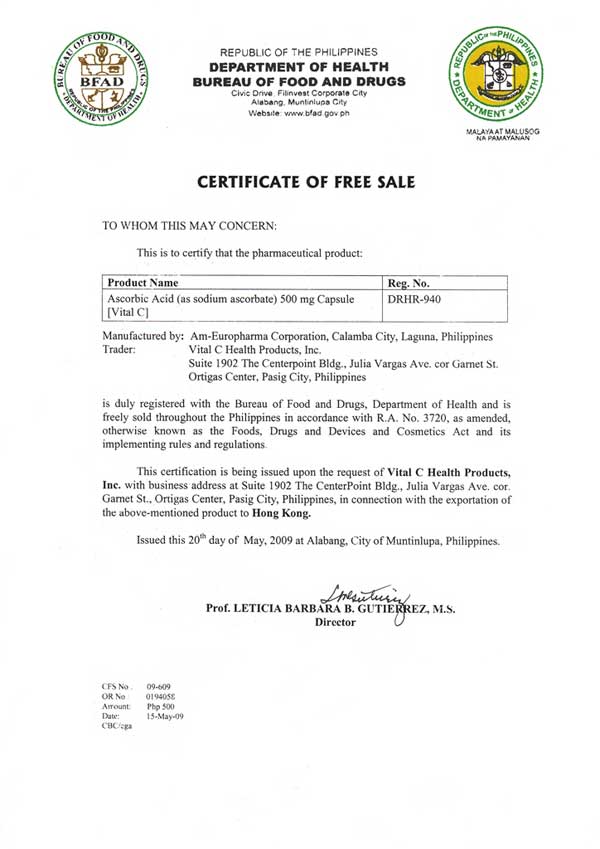 BUREAU OF FOOD AND DRUGS
BFAD
REPUBLIC OF THE PHILIPPINES
DEPARTMENT OF HEALTH
REPUBLIC OF THE PHILIPPINES
DEPARTMENT OF HEALTH
BUREAU OF FOOD AND DRUGS
Civic Drive, Filinvest Corporate City
Alabang, Muntinlupa City
Website: www.bfad.gov.ph
REPUBLIC OF THE PHILIPPINES
DEPARTMENT OF HEALTH
MALAYA AT MALUSOG
NA PAMAYANAN
CERTIFICATE OF FREE SALE
TO WHOM THIS MAY CONCERN:
This is to certify that the pharmaceutical product:
Product Name Reg. No.
Ascorbic Acid (as sodium ascorbate) 500 mg Capsule DRHR-940
[Vital C]
Manufactured by: Am-Europharma Corporation, Calamba City, Laguna, Philippines
Trader: Vital C Health Products, Inc.
Suite 1902 The Centerpoint Bldg., Julia Vargas Ave. cor Garnet St.
Ortigas Center, Pasig City, Philippines
is duly registered with the Bureau of Food and Drugs, Department of Health and is
freely sold throughout the Philippines in accordance with R.A. No. 3720, as amended,
otherwise known as the Foods, Drugs and Devices and Cosmetics Act and its
implementing rules and regulations.
This certification is being issued upon the request of Vital C Health Products,
Inc. with business address at Suite 1902 The CenterPoint Bldg., Julia Vargas Ave. cor.
Garnet St., Ortigas Center, Pasig City, Philippines, in connection with the exportation of
the above-mentioned product to Hong Kong.
Issued this 20th day of May, 2009 at Alabang, City of Muntinlupa, Philippines.
Prof. LETICIA BARBARA B. GUTIERREZ, M.S.
Director
CFS No. 09-609
OR No 0194058
Amount: Php 500
Date: 15-May-09
CBC/cga